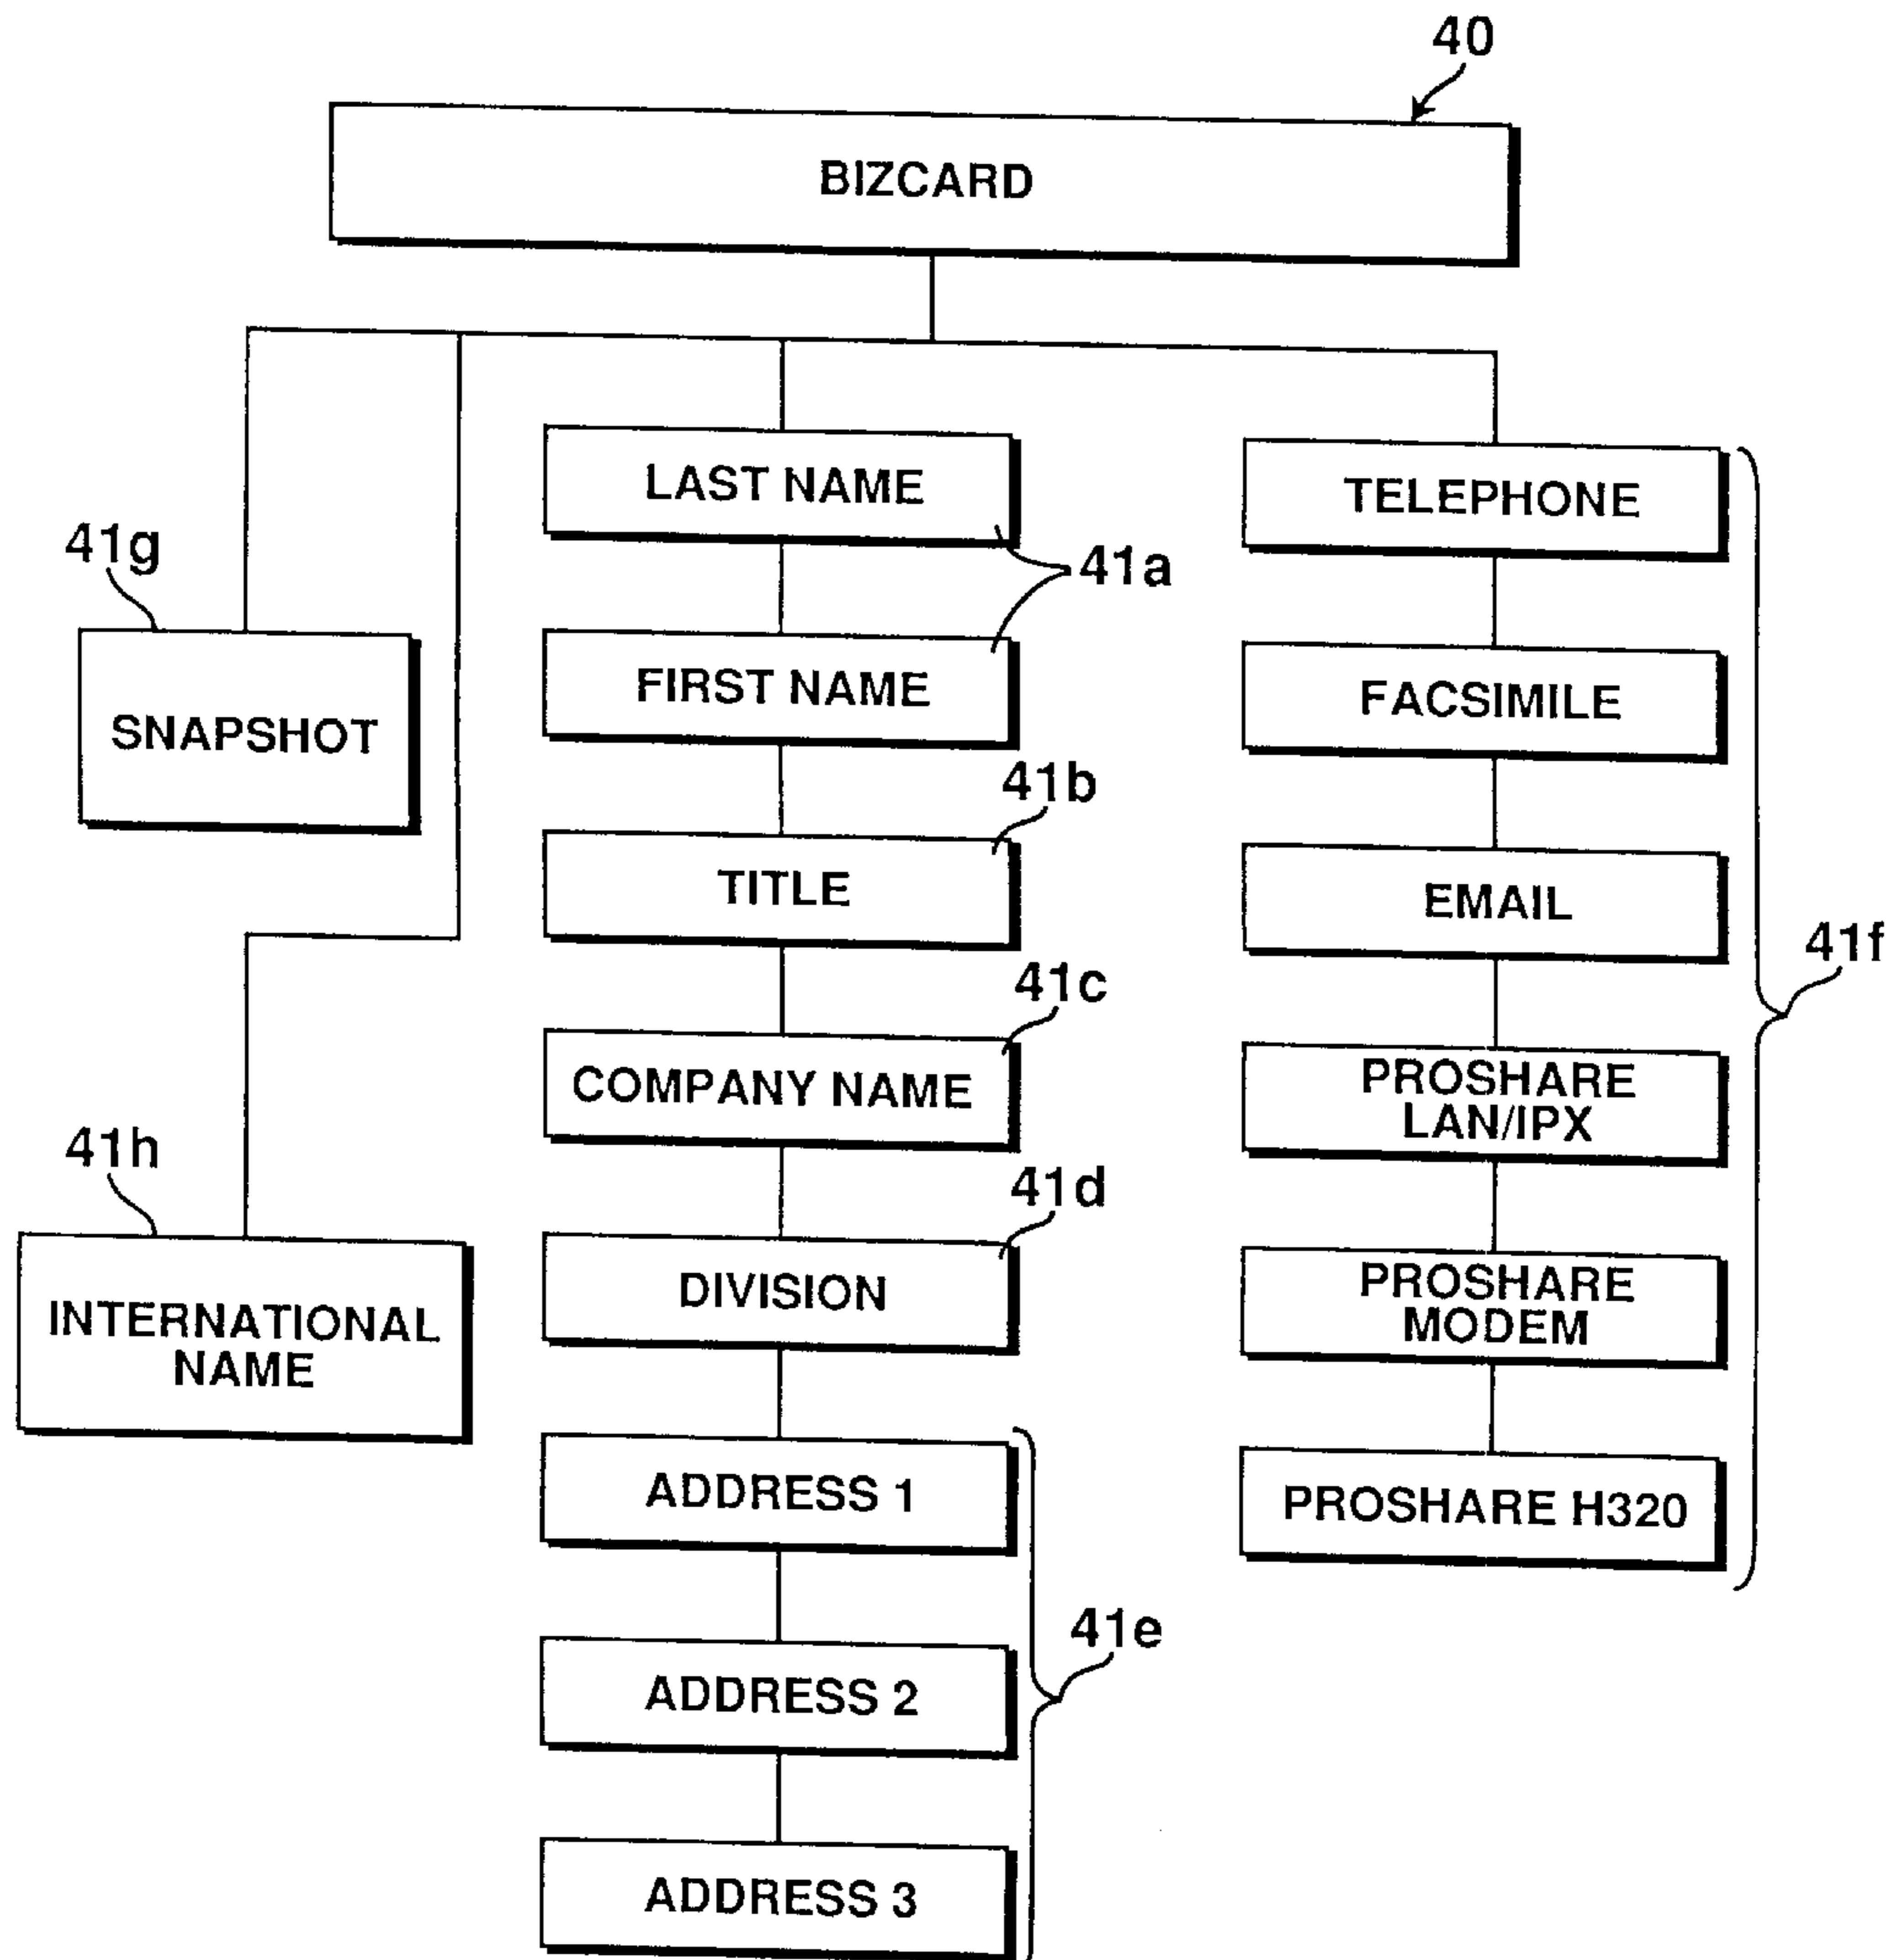 40
BIZCARD
LAST NAME
TELEPHONE
41g
41a
SNAPSHOT
FIRST NAME
FACSIMILE
41b
TITLE
EMAIL
41f
41c
COMPANY NAME
PROSHARE
LAN/IPX
41h
41d
INTERNATIONAL
NAME
DIVISION
PROSHARE
MODEM
ADDRESS 1
PROSHARE H320
41e
ADDRESS 2
ADDRESS 3